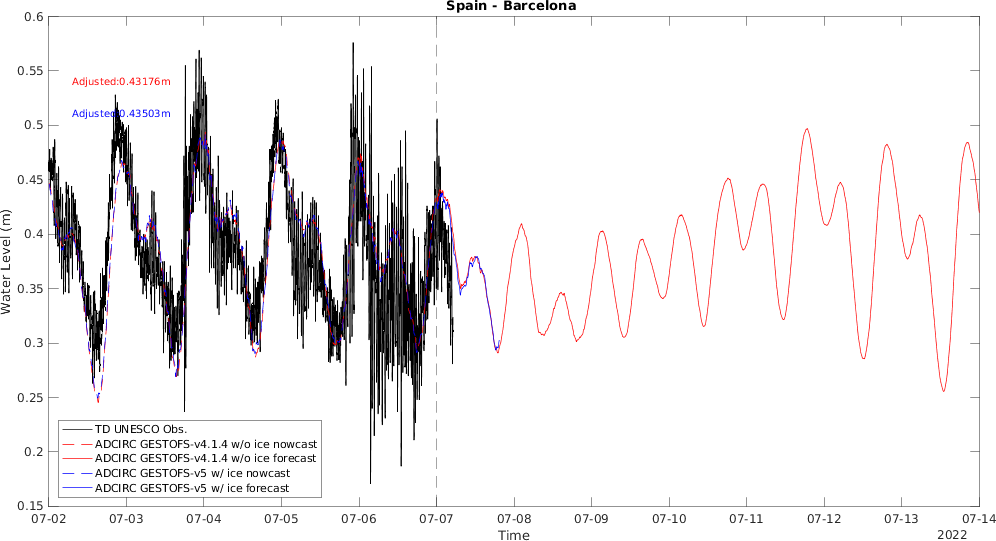 Spain - Barcelona
0.6
0.55
0.5
0.45
0.4
0.35
0.3
0.25
0.2
0.15
Water Level (m)
Adjusted:0.43176m
Adjusted:0.43503m
TD UNESCO Obs.
ADCIRC GESTOFS-v4.1.4 w/o ice nowcast
ADCIRC GESTOFS-v4.1.4 w/o ice forecast
ADCIRC GESTOFS-v5 w/ ice nowcast
ADCIRC GESTOFS-v5 w/ ice forecast
07-02 07-03 07-04 07-05 07-06 07-07 07-08 07-09 07-10 07-11 07-12 07-13 07-14
Time
2022